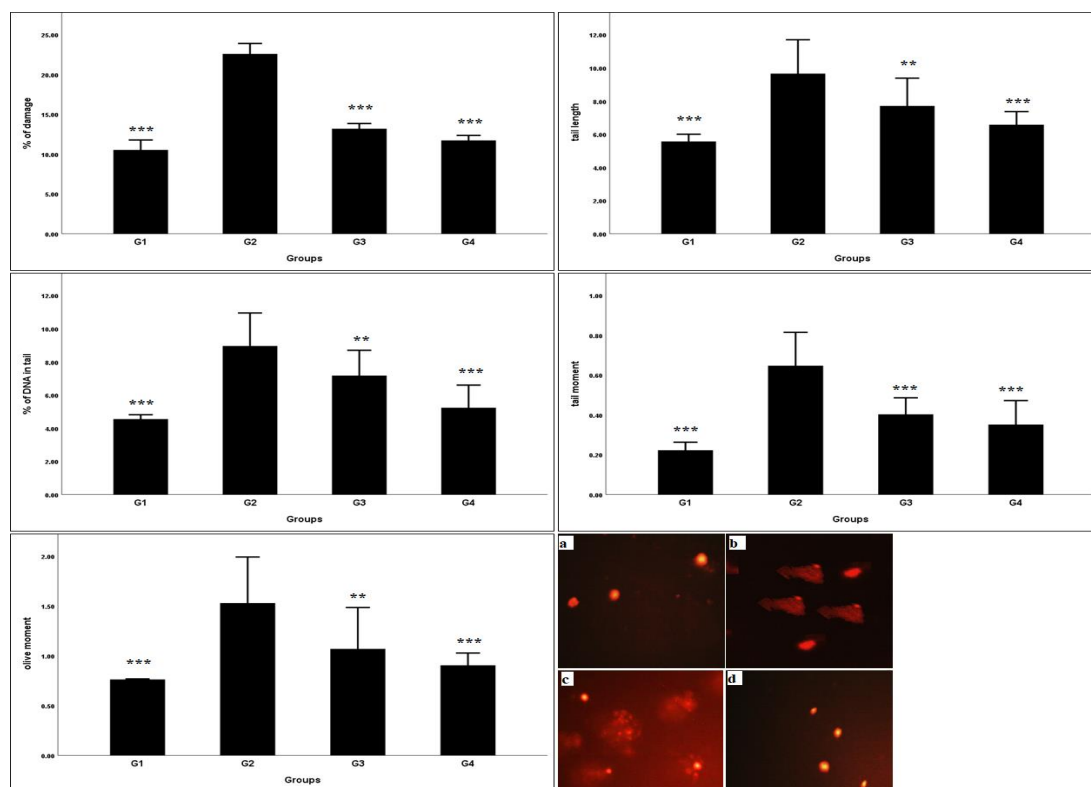 % of damage
25.00
20.00
15.00
10.00
5.00
0.00
***
***
***
G1
G2
G3
G4
Groups
tail length
12.00
10.00
8.00
6.00
4.00
2.00
0.00
***
**
***
G1
G2
G3
G4
Groups
% of DNA in tail
12.00
10.00
8.00
6.00
4.00
2.00
0.00
***
**
***
G1
G2
G3
G4
Groups
tail moment
1.00
0.80
0.60
0.40
0.20
0.00
***
***
***
G1
G2
G3
G4
Groups
olive moment
2.00
1.50
1.00
0.50
0.00
***
**
***
G1
G2
G3
G4
Groups
a
b
c
d